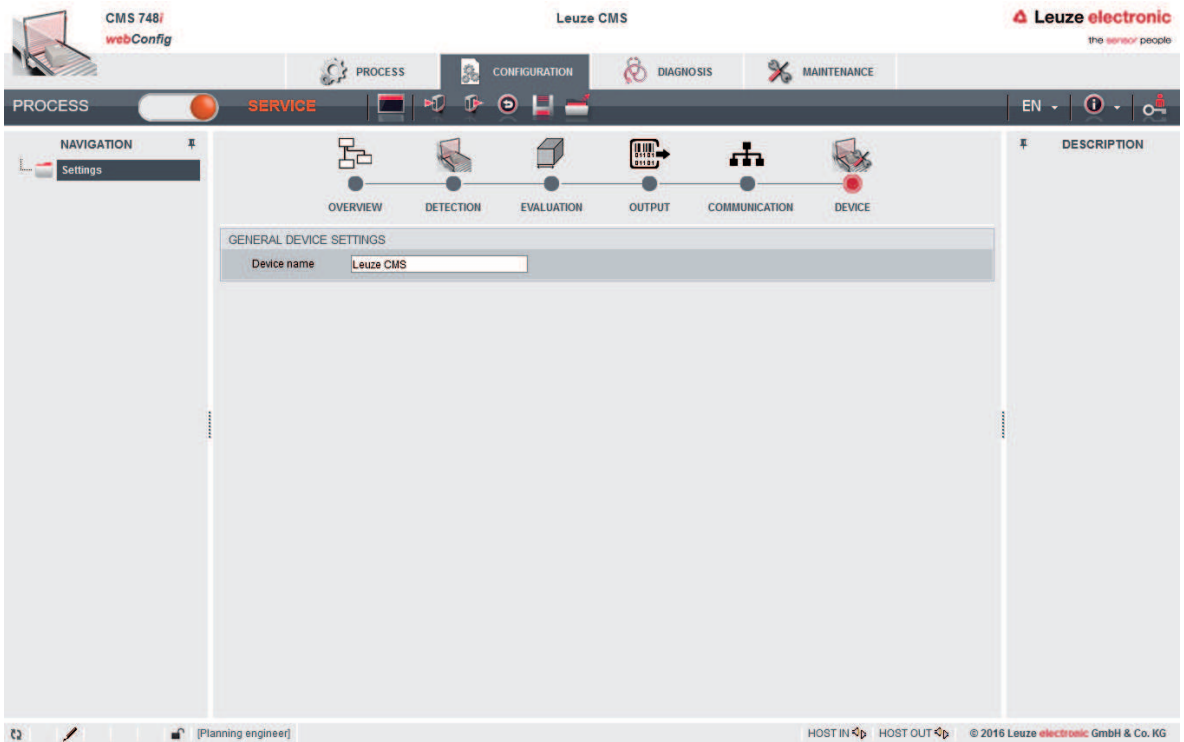 CMS 748i
webConfig
Leuze CMS
Leuze electronic
the sensor people
PROCESS
CONFIGURATION
DIAGNOSIS
MAINTENANCE
PROCESS
SERVICE
EN
NAVIGATION
Settings
OVERVIEW
DETECTION
EVALUATION
OUTPUT
COMMUNICATION
DEVICE
GENERAL DEVICE SETTINGS
Device name
Leuze CMS
DESCRIPTION
[Planning engineer]
HOST IN
HOST OUT
© 2016 Leuze electronic GmbH & Co. KG